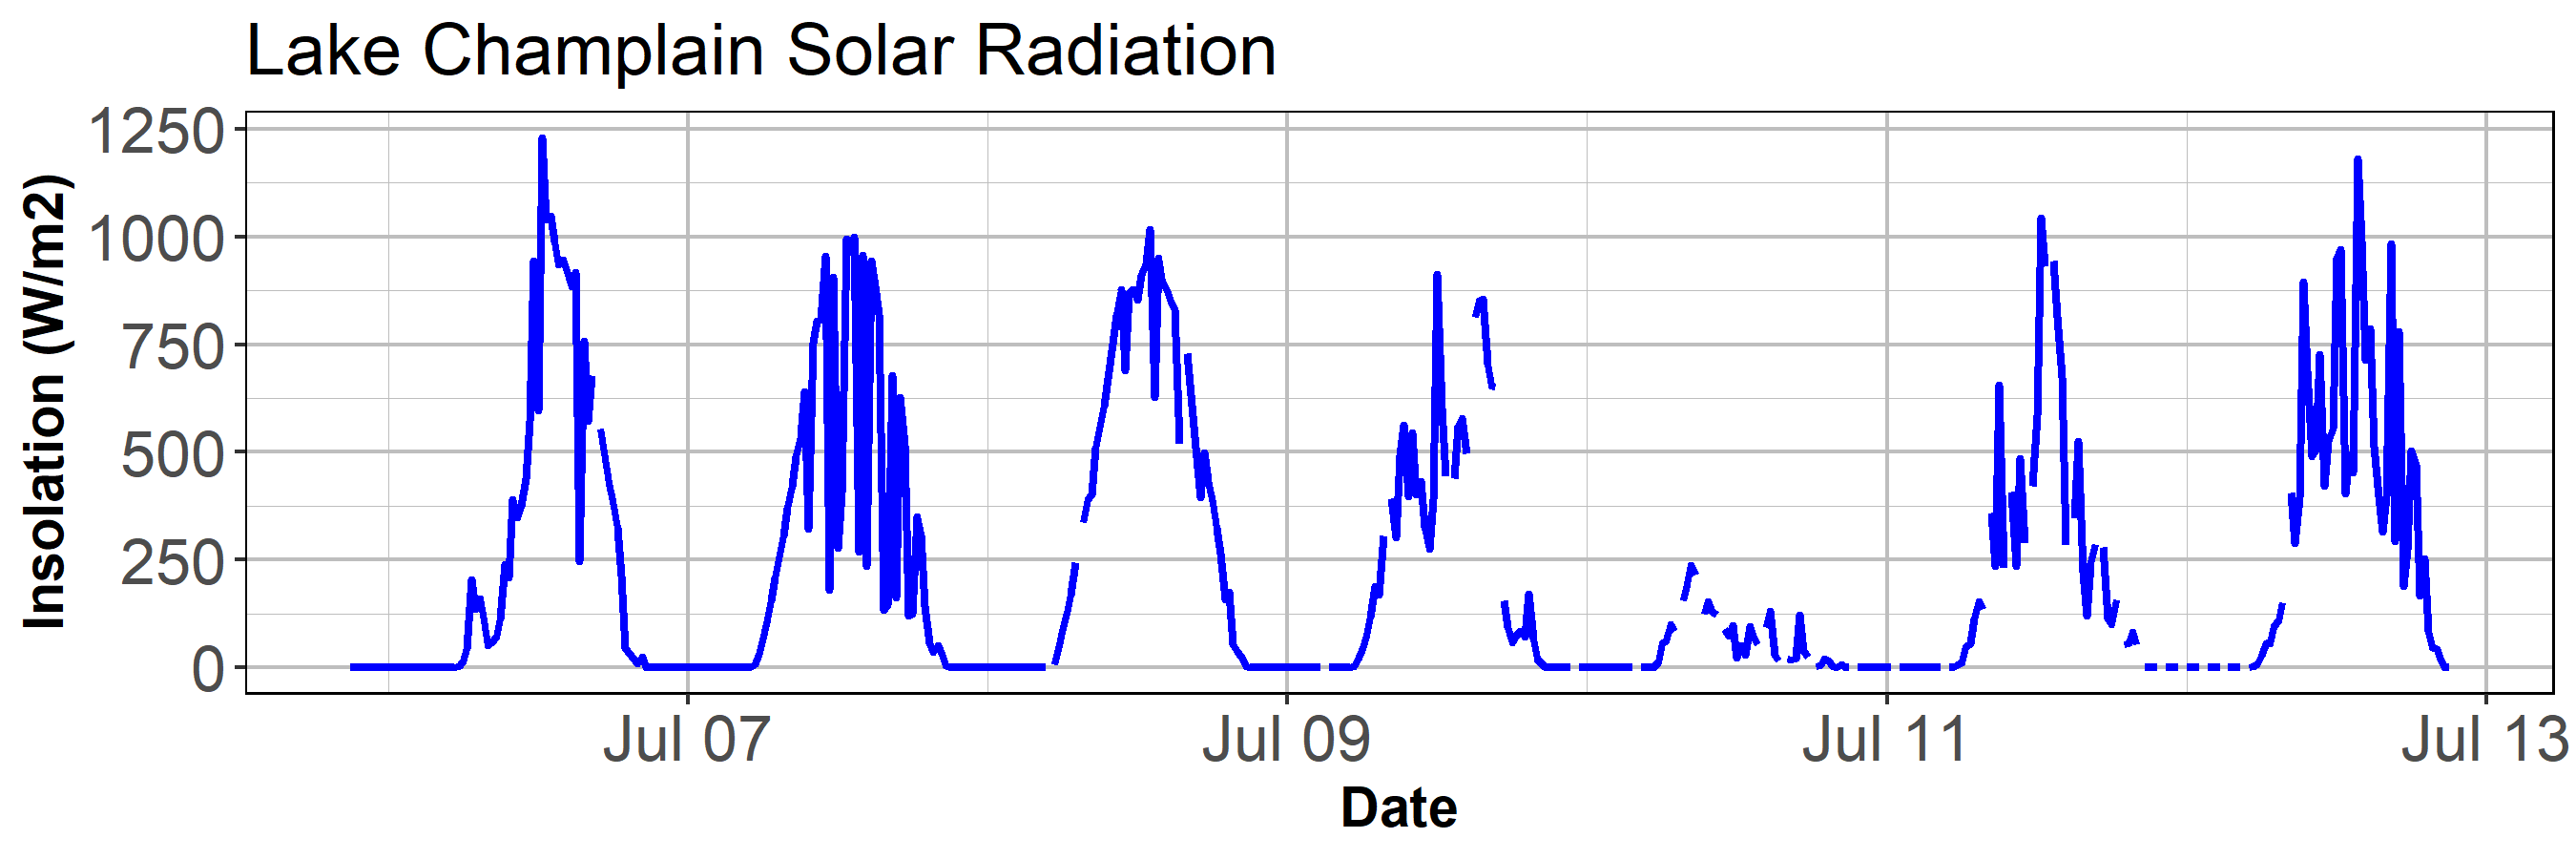 Lake Champlain Solar Radiation
1250
1000
750
500
250
0
Insolation (W/m2)
Jul 07 Jul 09 Jul 11 Jul 13
Date